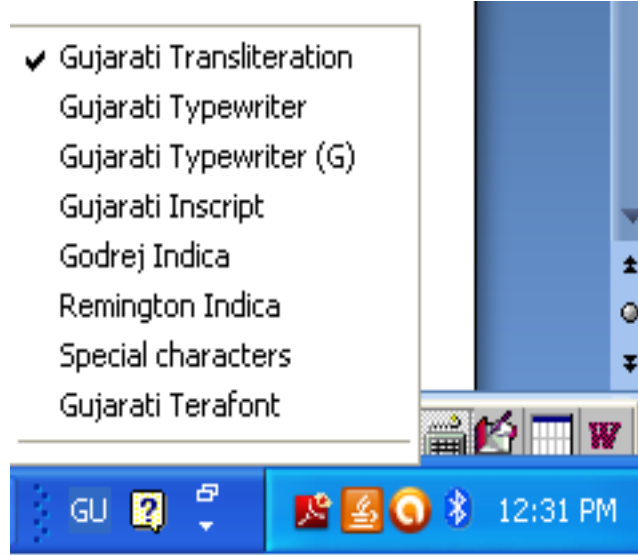 Gujarati Transliteration
Gujarati Typewriter
Gujarati Typewriter (G)
Gujarati Inscript
Godrej Indica
Remington Indica
Special characters
Gujarati Terafont
W
GU ? 12:31 PM